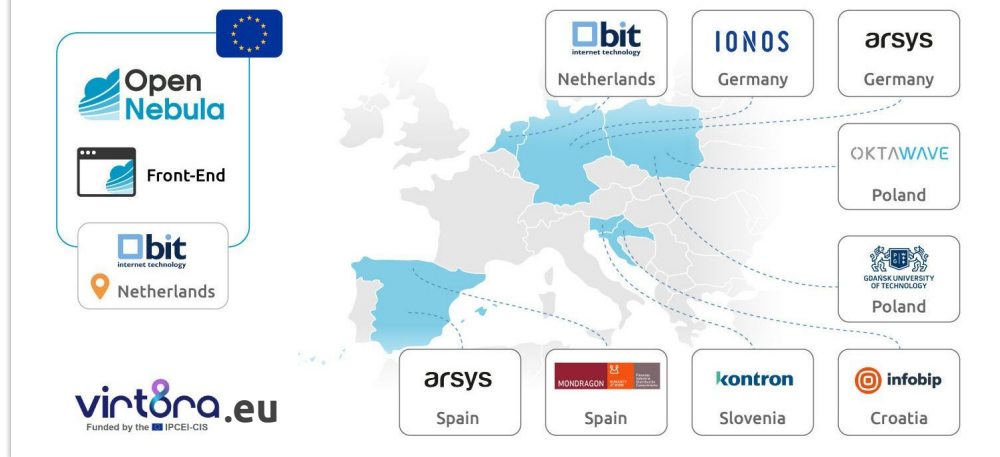 Open
Nebula
Front-End
bit
internet technology
Netherlands
virt8ra.eu
Funded by the IPCEI-CIS
bit
internet technology
Netherlands
IONOS
Germany
arsys
Germany
OKTAWAVE
Poland
GDAŃSK UNIVERSITY
OF TECHNOLOGY
Poland
arsys
Spain
MONDRAGON
Spain
kontron
Slovenia
infobip
Croatia